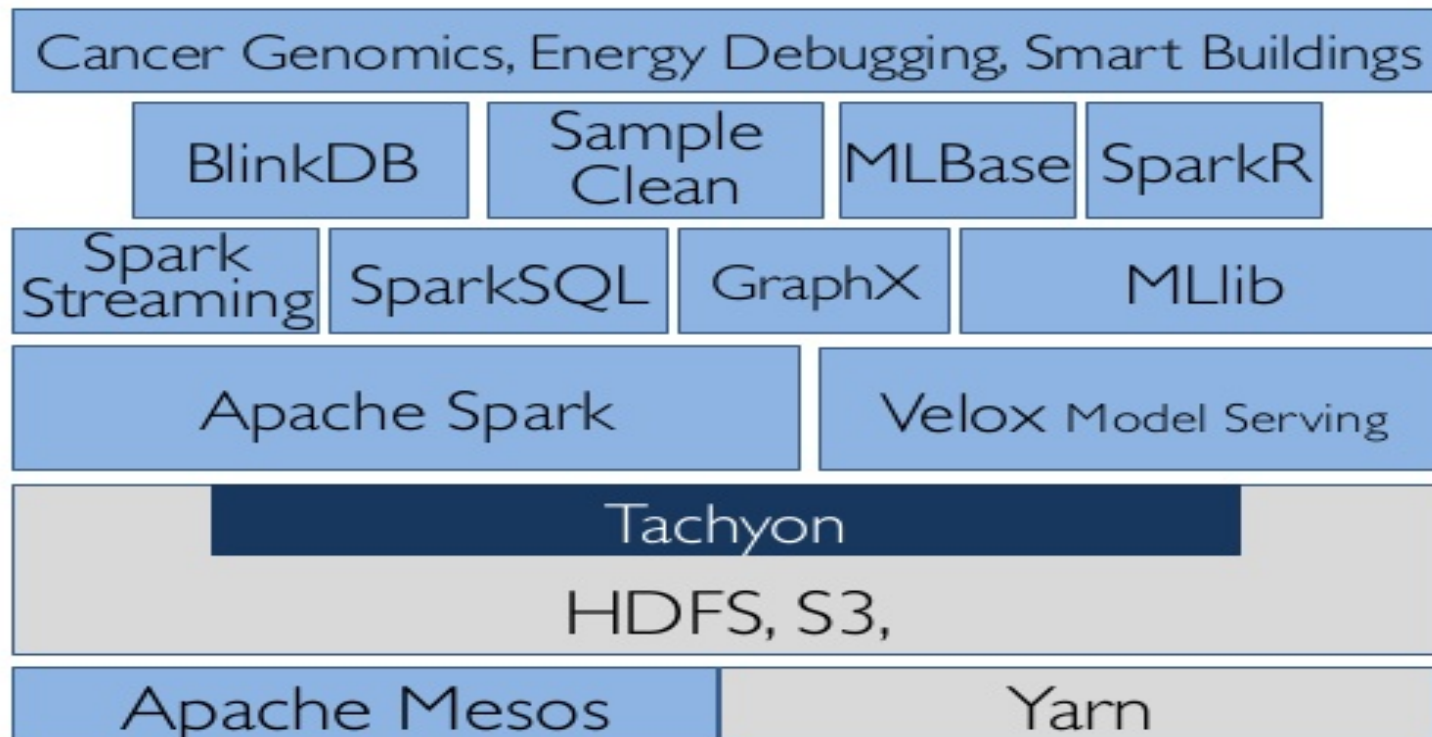 Cancer Genomics, Energy Debugging, Smart Buildings
BlinkDB
Sample
Clean
MLBase
SparkR
Spark
Streaming
SparkSQL
GraphX
MLlib
Apache Spark
Velox Model Serving
Tachyon
HDFS, S3,
Apache Mesos
Yarn